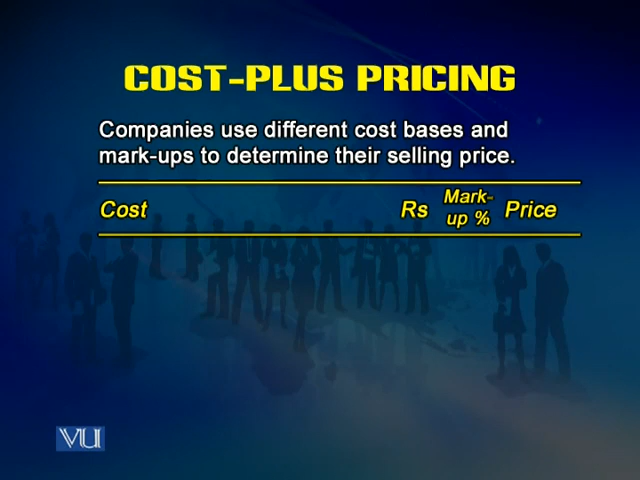 COST-PLUS PRICING
Companies use different cost bases and
mark-ups to determine their selling price.
Cost Rs Mark-up % Price
VU